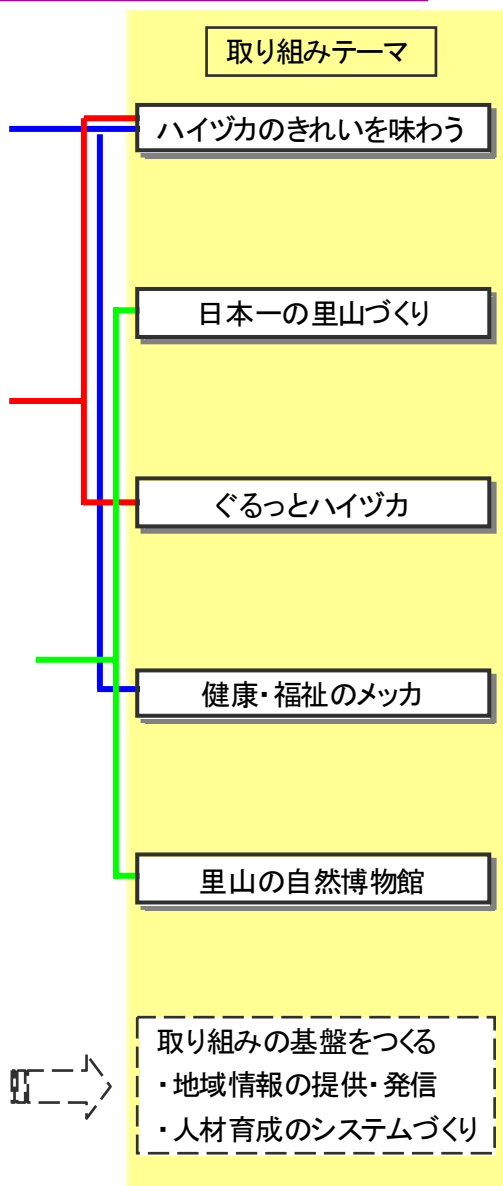 取り組みテーマ
ハイヅカのきれいを味わう
日本一の里山づくり
ぐるっとハイヅカ
健康・福祉のメッカ
里山の自然博物館
取り組みの基盤をつくる
・地域情報の提供・発信
・人材育成のシステムづくり